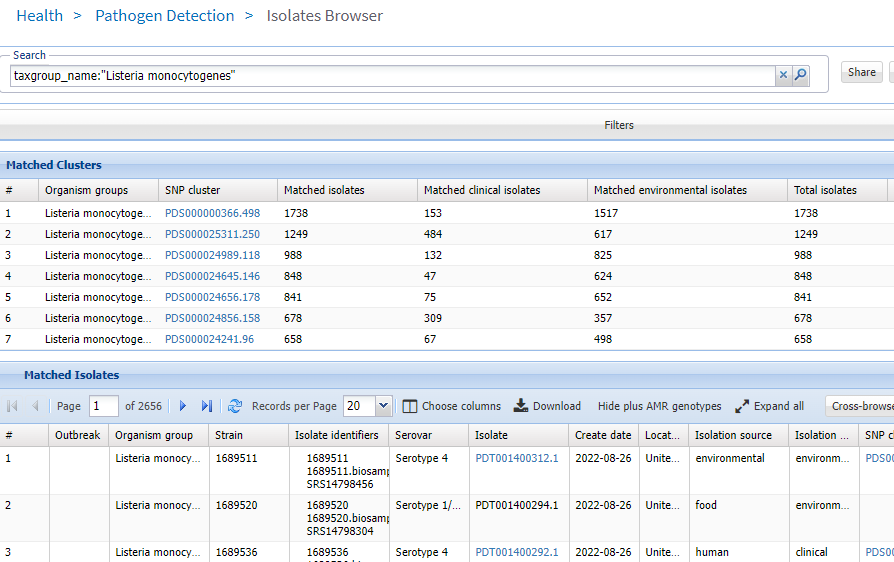 Health > Pathogen Detection > Isolates Browser
Search
taxgroup_name:"Listeria monocytogenes"
Share
Filters
Matched Clusters
# Organism groups SNP cluster Matched isolates Matched clinical isolates Matched environmental isolates Total isolates
1 Listeria monocytoge... PDS000000366.498 1738 153 1517 1738
2 Listeria monocytoge... PDS000025311.250 1249 484 617 1249
3 Listeria monocytoge... PDS000024989.118 988 132 825 988
4 Listeria monocytoge... PDS000024645.146 848 47 624 848
5 Listeria monocytoge... PDS000024656.178 841 75 652 841
6 Listeria monocytoge... PDS000024856.158 678 309 357 678
7 Listeria monocytoge... PDS000024241.96 658 67 498 658
Matched Isolates
Page 1 of 2656 Records per Page 20 Choose columns Download Hide plus AMR genotypes Expand all Cross-browse
# Outbreak Organism group Strain Isolate identifiers Serovar Isolate Create date Locat... Isolation source Isolation ... SNP c
1 Listeria monocy... 1689511 1689511 Serotype 4 PDT001400312.1 2022-08-26 Unite... environmental environm... PDS0
1689511.biosamp
SRS14798456
2 Listeria monocy... 1689520 1689520 Serotype 1/... PDT001400294.1 2022-08-26 Unite... food environm...
1689520.biosamp
SRS14798304
3 Listeria monocy... 1689536 1689536 Serotype 4 PDT001400292.1 2022-08-26 Unite... human clinical PDS0